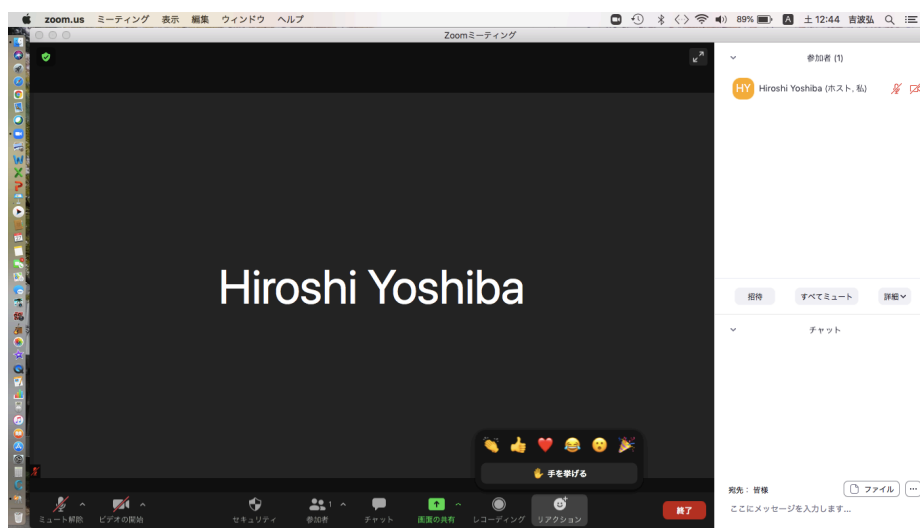 zoom.us ミーティング 表示 編集 ウィンドウ ヘルプ 89% A 土12:44 吉波弘
Zoomミーティング
参加者 (1)
HY Hiroshi Yoshiba (ホスト, 私)
Hiroshi Yoshiba
招待 すべてミュート 詳細
チャット
手を挙げる
宛先： 皆様 ファイル ...
ここにメッセージを入力します...
ミュート解除 ビデオの開始 セキュリティ 参加者 1 チャット 画面の共有 レコーディング リアクション 終了